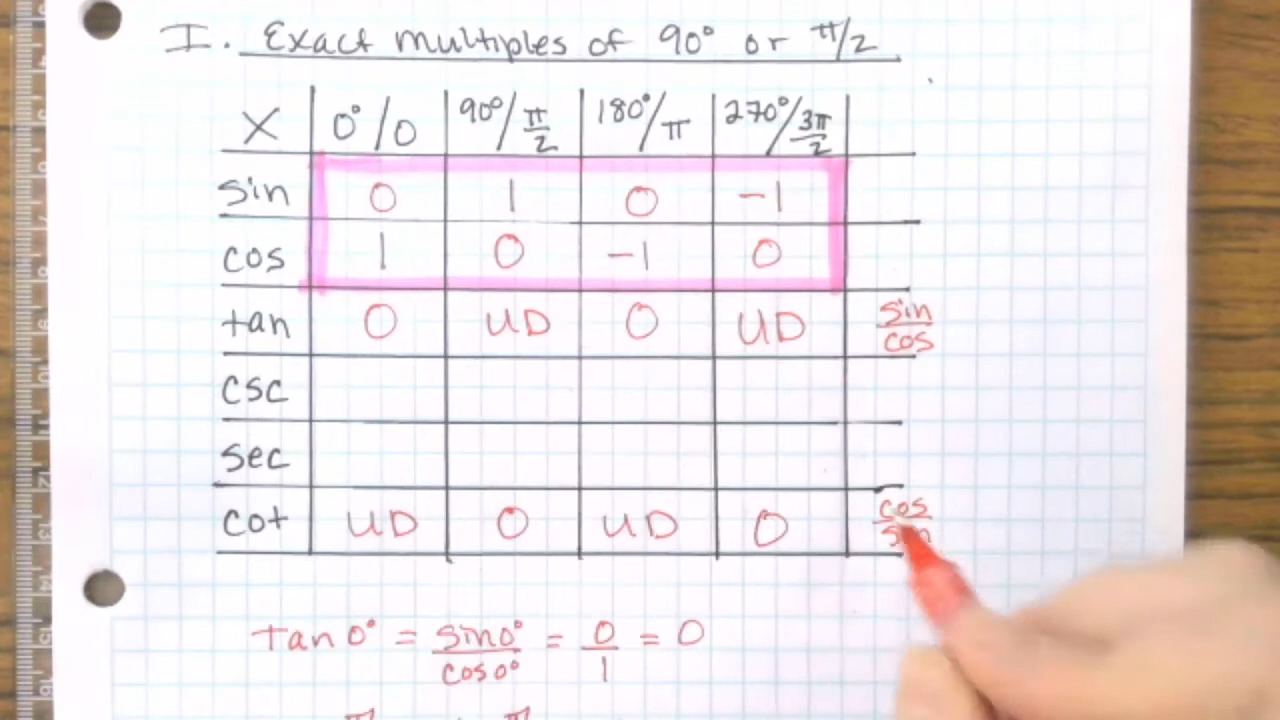 I. Exact multiples of 90° or π/2
X 0°/0 90°/π/2 180°/π 270°/3π/2
sin 0 1 0 -1
cos 1 0 -1 0
tan 0 UD 0 UD sin/cos
csc
sec
cot UD 0 UD 0 cos/sin
tan 0° = sin0°/cos0° = 0/1 = 0